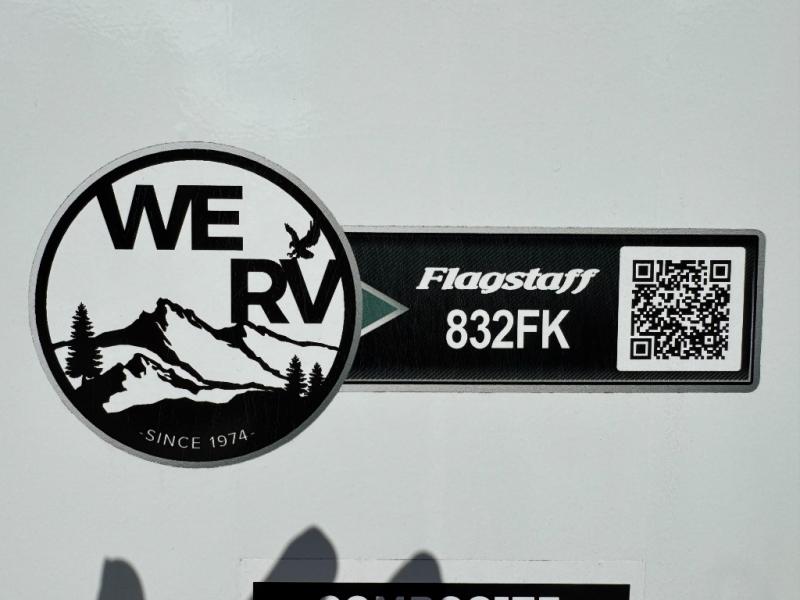 WE
RV
-SINCE 1974-
Flagstaff
832FK